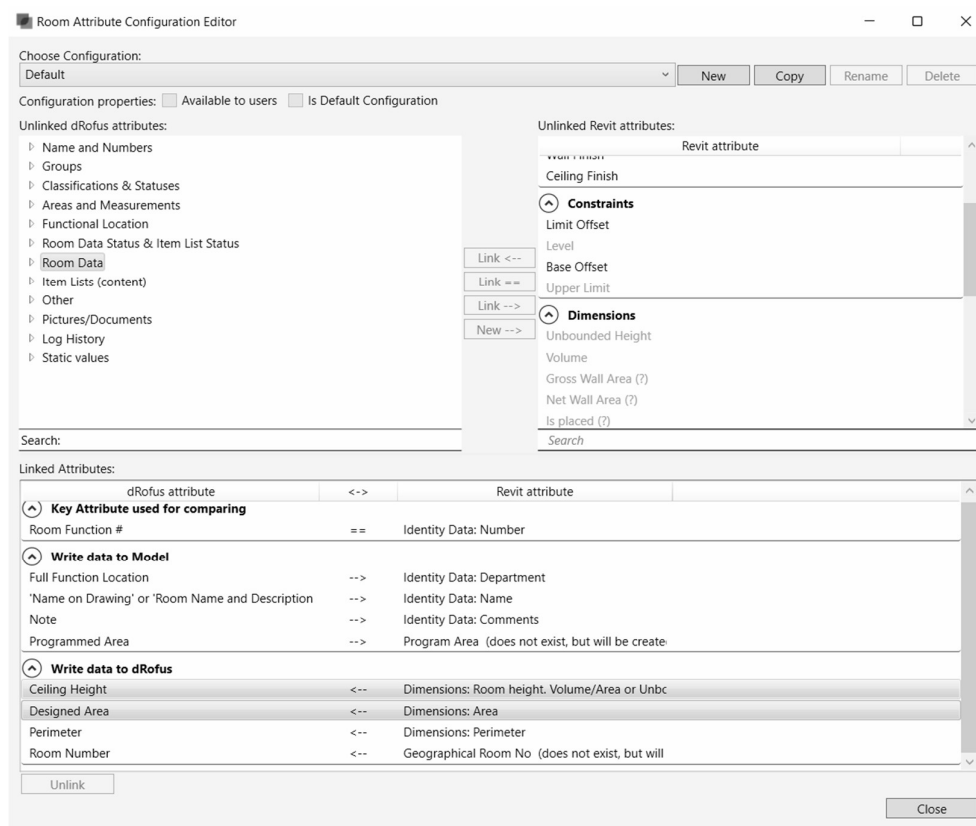 Room Attribute Configuration Editor
Choose Configuration:
Default
New
Copy
Rename
Delete
Configuration properties:
Available to users
Is Default Configuration
Unlinked dRofus attributes:
Name and Numbers
Groups
Classifications & Statuses
Areas and Measurements
Functional Location
Room Data Status & Item List Status
Room Data
Item Lists (content)
Other
Pictures/Documents
Log History
Static values
Search:
Link <--
Link ==
Link -->
New -->
Unlinked Revit attributes:
Revit attribute
Wall Finish
Ceiling Finish
Constraints
Limit Offset
Level
Base Offset
Upper Limit
Dimensions
Unbounded Height
Volume
Gross Wall Area (?)
Net Wall Area (?)
Is placed (?)
Search
Linked Attributes:
dRofus attribute <-> Revit attribute
Key Attribute used for comparing
Room Function # == Identity Data: Number
Write data to Model
Full Function Location --> Identity Data: Department
'Name on Drawing' or 'Room Name and Description --> Identity Data: Name
Note --> Identity Data: Comments
Programmed Area --> Program Area (does not exist, but will be create
Write data to dRofus
Ceiling Height <-- Dimensions: Room height. Volume/Area or Unbc
Designed Area <-- Dimensions: Area
Perimeter <-- Dimensions: Perimeter
Room Number <-- Geographical Room No (does not exist, but will
Unlink
Close